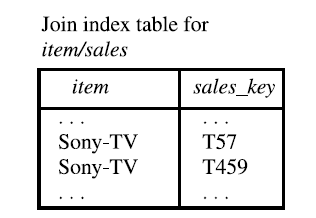 Join index table for
item/sales
item sales_key
. . . . . .
Sony-TV T57
Sony-TV T459
. . . . . .